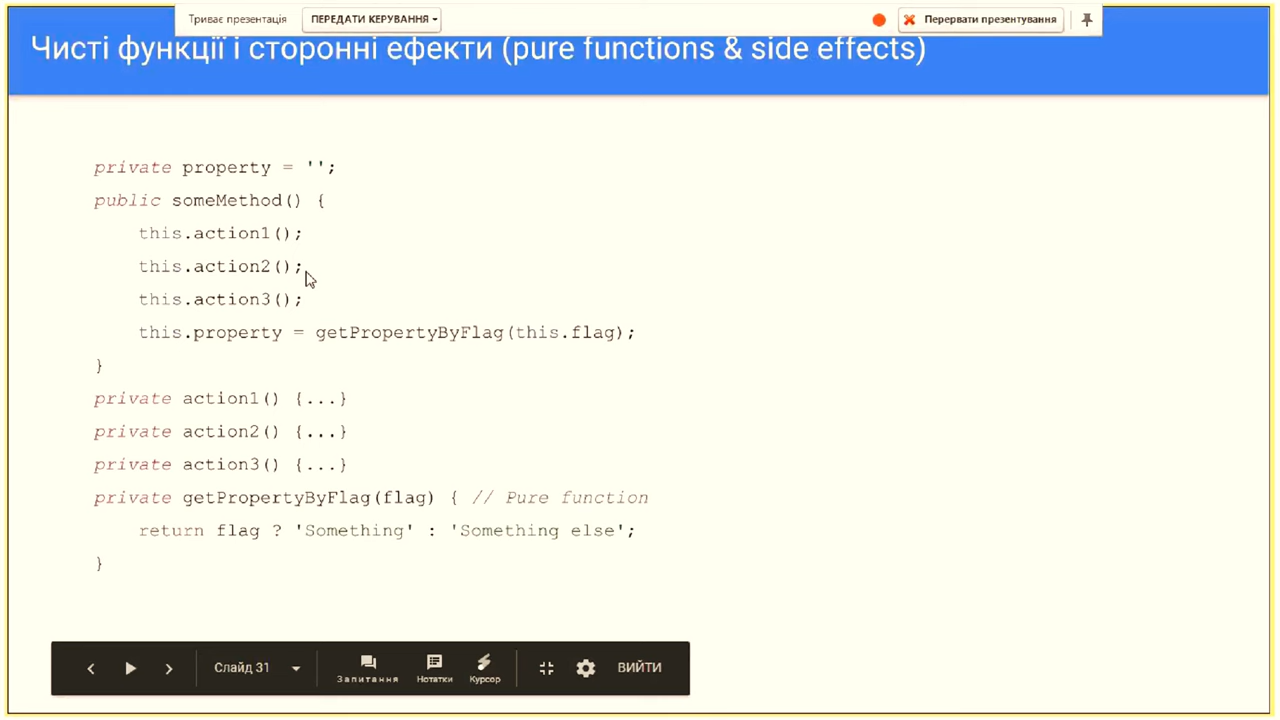 Триває презентація
ПЕРЕДАТИ КЕРУВАННЯ
Перервати презентування
Чисті функції і сторонні ефекти (pure functions & side effects)
private property = '';
public someMethod() {
this.action1();
this.action2();
this.action3();
this.property = getPropertyByFlag(this.flag);
}
private action1() {...}
private action2() {...}
private action3() {...}
private getPropertyByFlag(flag) { // Pure function
return flag ? 'Something' : 'Something else';
}
Слайд 31
Запитання
Нотатки
Курсор
ВИЙТИ